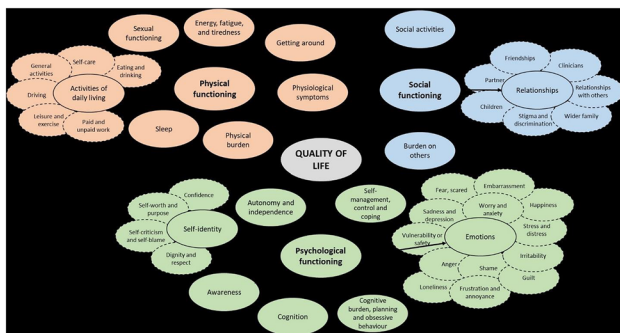 Sexual
functioning
Energy, fatigue,
and tiredness
Getting around
General
activities
Self-care
Eating and
drinking
Driving
Activities of
daily living
Leisure and
exercise
Paid and
unpaid work
Physical
functioning
Physiological
symptoms
Sleep
Physical
burden
Social activities
Social
functioning
Friendships
Clinicians
Partner
Relationships
Relationships
with others
Children
Stigma and
discrimination
Wider family
Burden on
others
QUALITY OF
LIFE
Confidence
Self-worth and
purpose
Self-identity
Self-criticism
and self-blame
Dignity and
respect
Autonomy and
independence
Self-
management,
control and
coping
Psychological
functioning
Awareness
Cognition
Cognitive
burden, planning
and obsessive
behaviour
Fear, scared
Embarrassment
Sadness and
depression
Worry and
anxiety
Happiness
Vulnerability or
safety
Emotions
Stress and
distress
Anger
Shame
Irritability
Guilt
Loneliness
Frustration and
annoyance